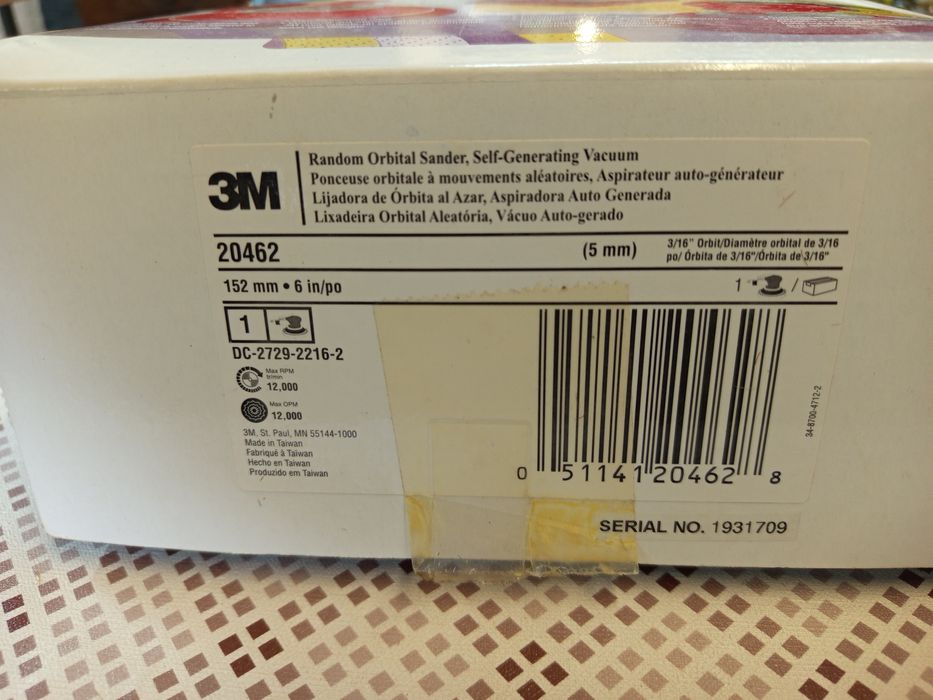 3M
Random Orbital Sander, Self-Generating Vacuum
Ponceuse orbitale à mouvements aléatoires, Aspirateur auto-générateur
Lijadora de Órbita al Azar, Aspiradora Auto Generada
Lixadeira Orbital Aleatória, Vácuo Auto-gerado
20462 (5 mm) 3/16" Orbit/Diamètre orbital de 3/16
po/ Órbita de 3/16"/Órbita de 3/16"
152 mm • 6 in/po 1 /
1
DC-2729-2216-2
Max RPM
tr/min
12,000
Max OPM
12,000
3M, St. Paul, MN 55144-1000
Made in Taiwan
Fabriqué à Taïwan
Hecho en Taiwan
Produzido em Taiwan
0 51141 20462 8
34-8700-4712-2
SERIAL NO. 1931709